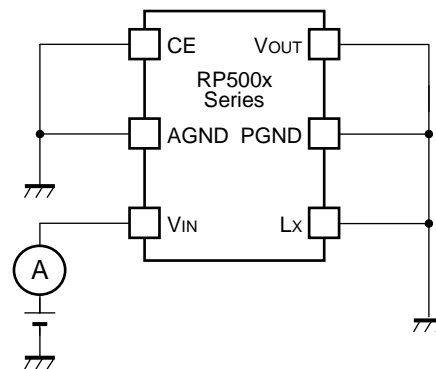 CE VOUT
RP500x
Series
AGND PGND
VIN LX
A